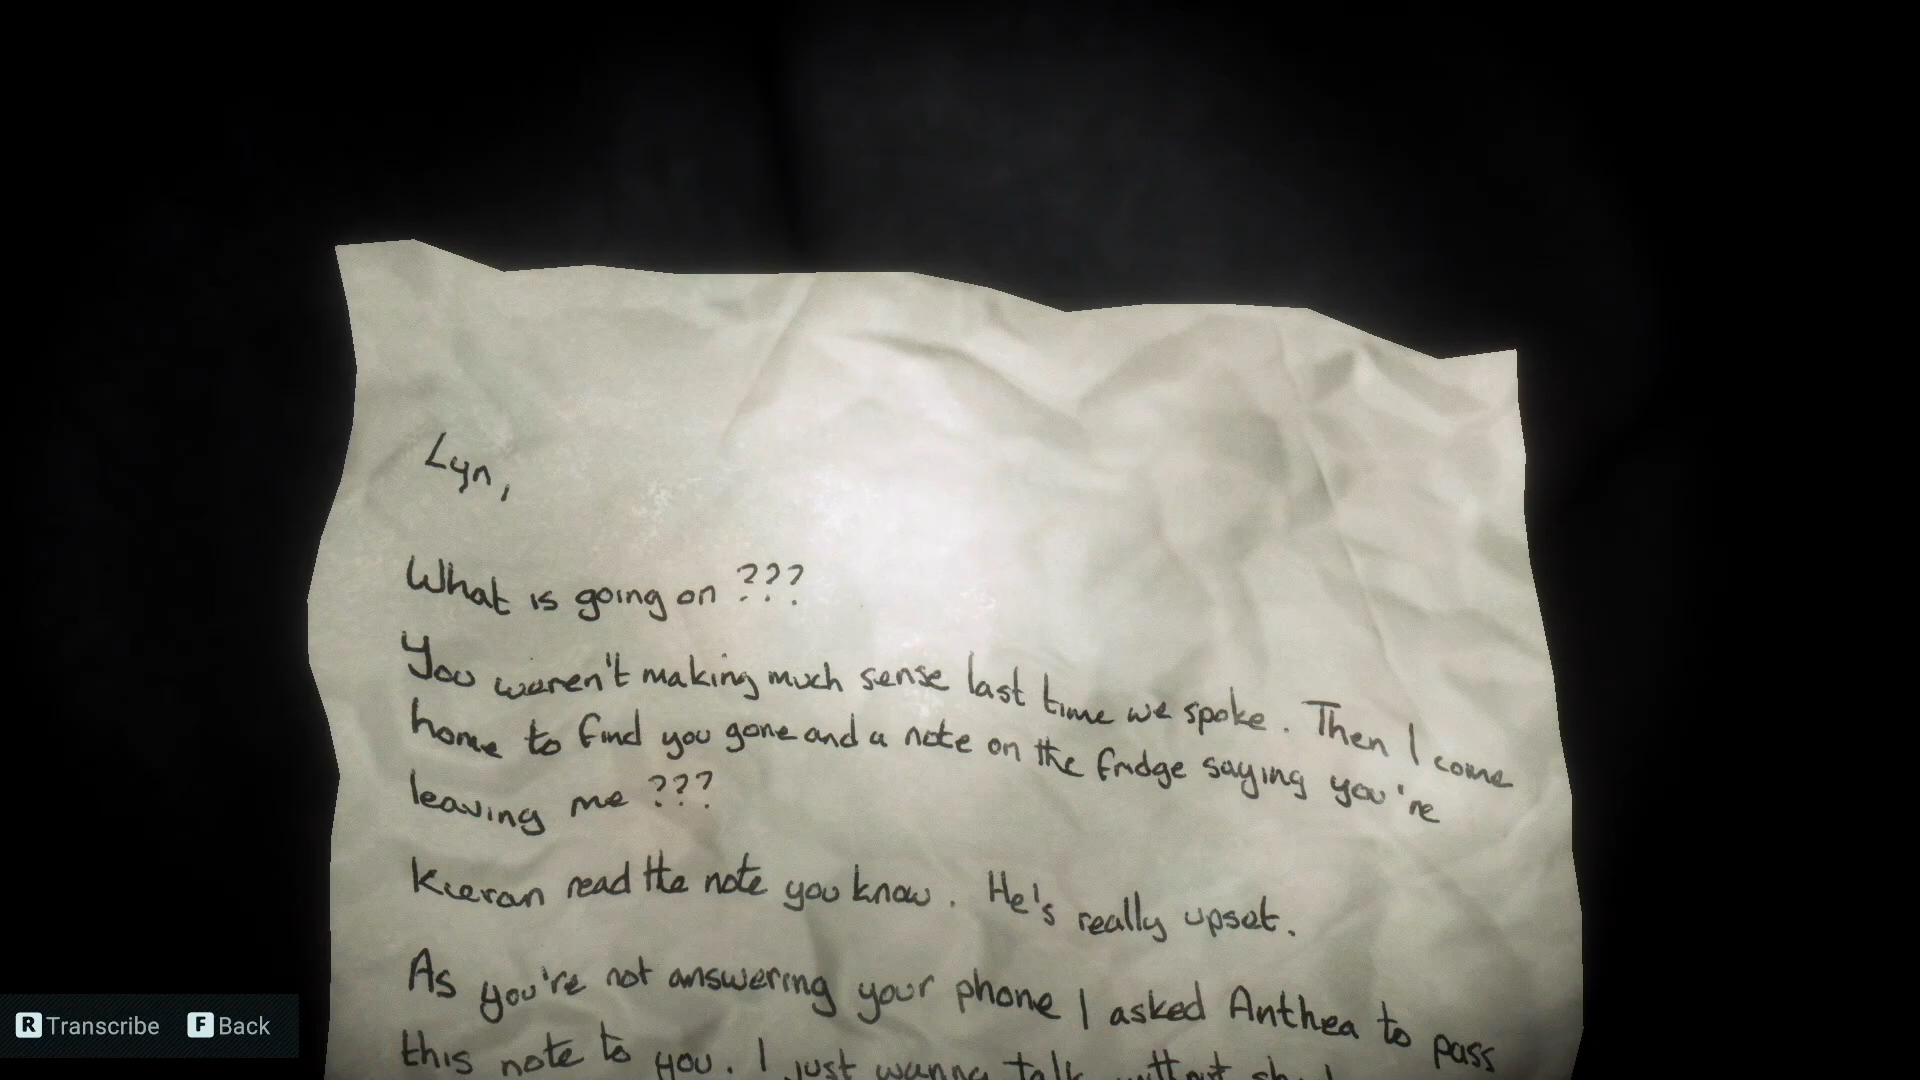 Lyn,
What is going on ???
You weren't making much sense last time we spoke. Then I come
home to find you gone and a note on the fridge saying you're
leaving me ???
Kieran read the note you know. He's really upset.
As you're not answering your phone I asked Anthea to pass
this note to you. I just wanna talk without
R Transcribe F Back